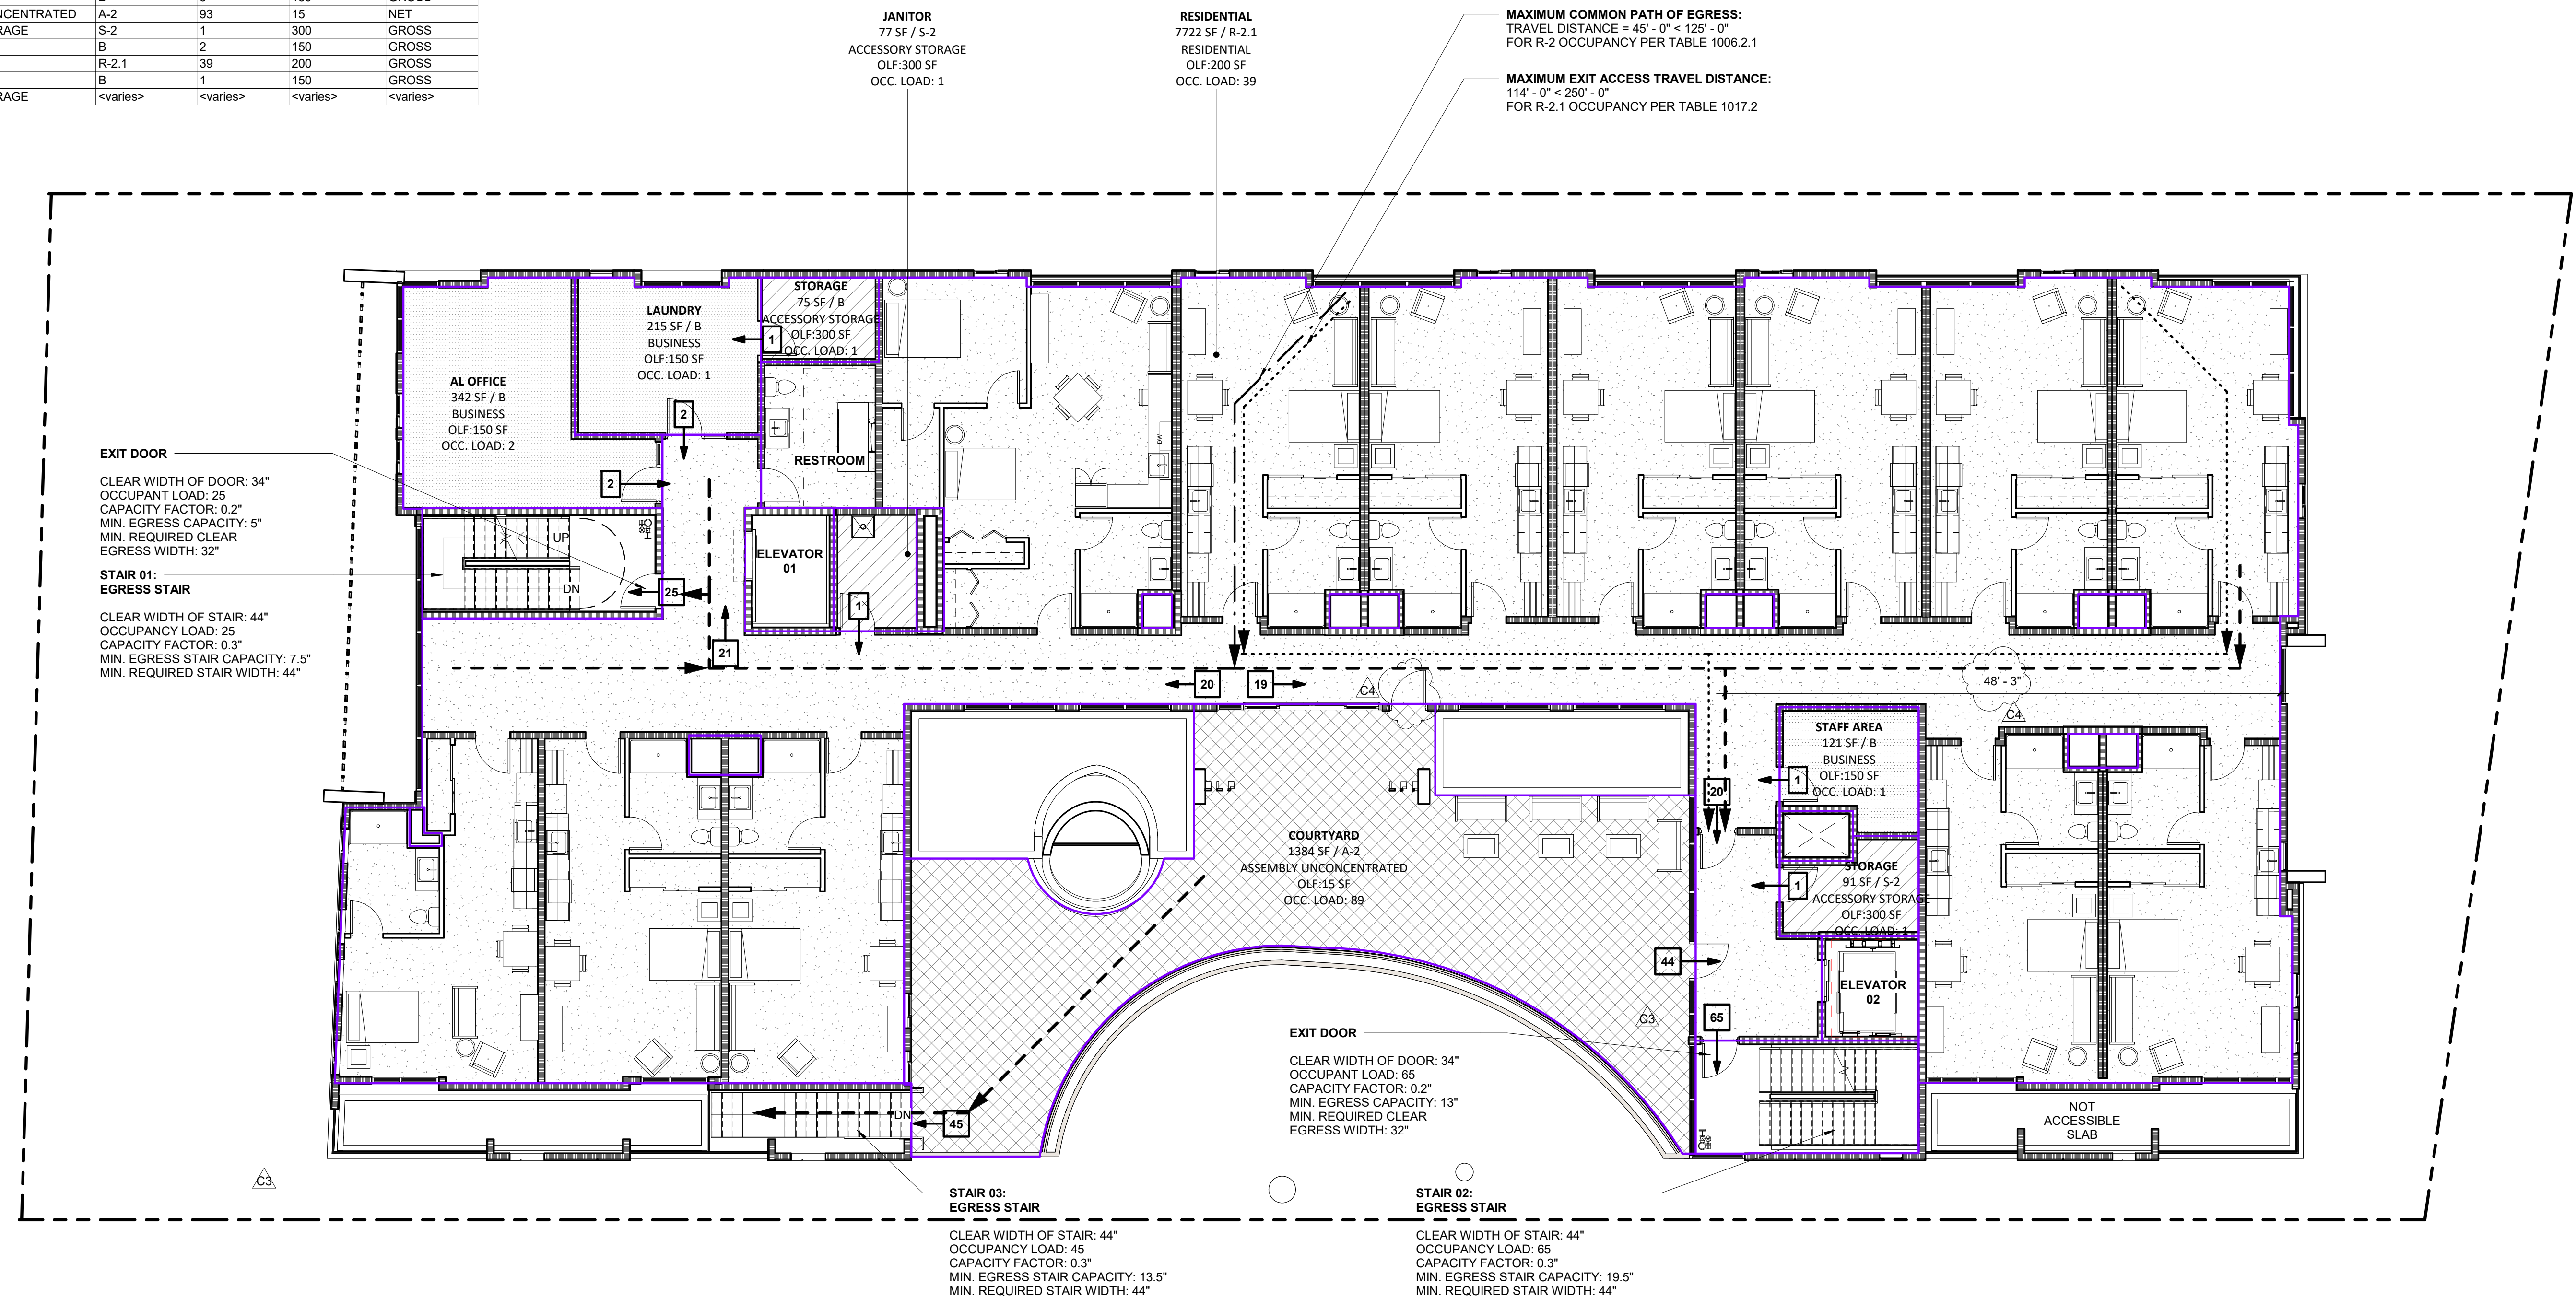 NCENTRATED A-2 93 15 NET
RAGE S-2 1 300 GROSS
B 2 150 GROSS
R-2.1 39 200 GROSS
B 1 150 GROSS
RAGE <varies> <varies> <varies> <varies>
JANITOR
77 SF / S-2
ACCESSORY STORAGE
OLF:300 SF
OCC. LOAD: 1
RESIDENTIAL
7722 SF / R-2.1
RESIDENTIAL
OLF:200 SF
OCC. LOAD: 39
MAXIMUM COMMON PATH OF EGRESS:
TRAVEL DISTANCE = 45' - 0" < 125' - 0"
FOR R-2 OCCUPANCY PER TABLE 1006.2.1
MAXIMUM EXIT ACCESS TRAVEL DISTANCE:
114' - 0" < 250' - 0"
FOR R-2.1 OCCUPANCY PER TABLE 1017.2
STORAGE
75 SF / B
ACCESSORY STORAGE
OLF:300 SF
OCC. LOAD: 1
1
LAUNDRY
215 SF / B
BUSINESS
OLF:150 SF
OCC. LOAD: 1
2
AL OFFICE
342 SF / B
BUSINESS
OLF:150 SF
OCC. LOAD: 2
2
RESTROOM
DW
EXIT DOOR
CLEAR WIDTH OF DOOR: 34"
OCCUPANT LOAD: 25
CAPACITY FACTOR: 0.2"
MIN. EGRESS CAPACITY: 5"
MIN. REQUIRED CLEAR
EGRESS WIDTH: 32"
STAIR 01:
EGRESS STAIR
CLEAR WIDTH OF STAIR: 44"
OCCUPANCY LOAD: 25
CAPACITY FACTOR: 0.3"
MIN. EGRESS STAIR CAPACITY: 7.5"
MIN. REQUIRED STAIR WIDTH: 44"
UP
DN
25
ELEVATOR
01
1
21
20
19
C4
48' - 3"
C4
STAFF AREA
121 SF / B
BUSINESS
OLF:150 SF
OCC. LOAD: 1
1
20
COURTYARD
1384 SF / A-2
ASSEMBLY UNCONCENTRATED
OLF:15 SF
OCC. LOAD: 89
STORAGE
91 SF / S-2
ACCESSORY STORAGE
OLF:300 SF
OCC. LOAD: 1
1
44
ELEVATOR
02
65
C3
EXIT DOOR
CLEAR WIDTH OF DOOR: 34"
OCCUPANT LOAD: 65
CAPACITY FACTOR: 0.2"
MIN. EGRESS CAPACITY: 13"
MIN. REQUIRED CLEAR
EGRESS WIDTH: 32"
DN
45
NOT
ACCESSIBLE
SLAB
C3
STAIR 03:
EGRESS STAIR
CLEAR WIDTH OF STAIR: 44"
OCCUPANCY LOAD: 45
CAPACITY FACTOR: 0.3"
MIN. EGRESS STAIR CAPACITY: 13.5"
MIN. REQUIRED STAIR WIDTH: 44"
STAIR 02:
EGRESS STAIR
CLEAR WIDTH OF STAIR: 44"
OCCUPANCY LOAD: 65
CAPACITY FACTOR: 0.3"
MIN. EGRESS STAIR CAPACITY: 19.5"
MIN. REQUIRED STAIR WIDTH: 44"